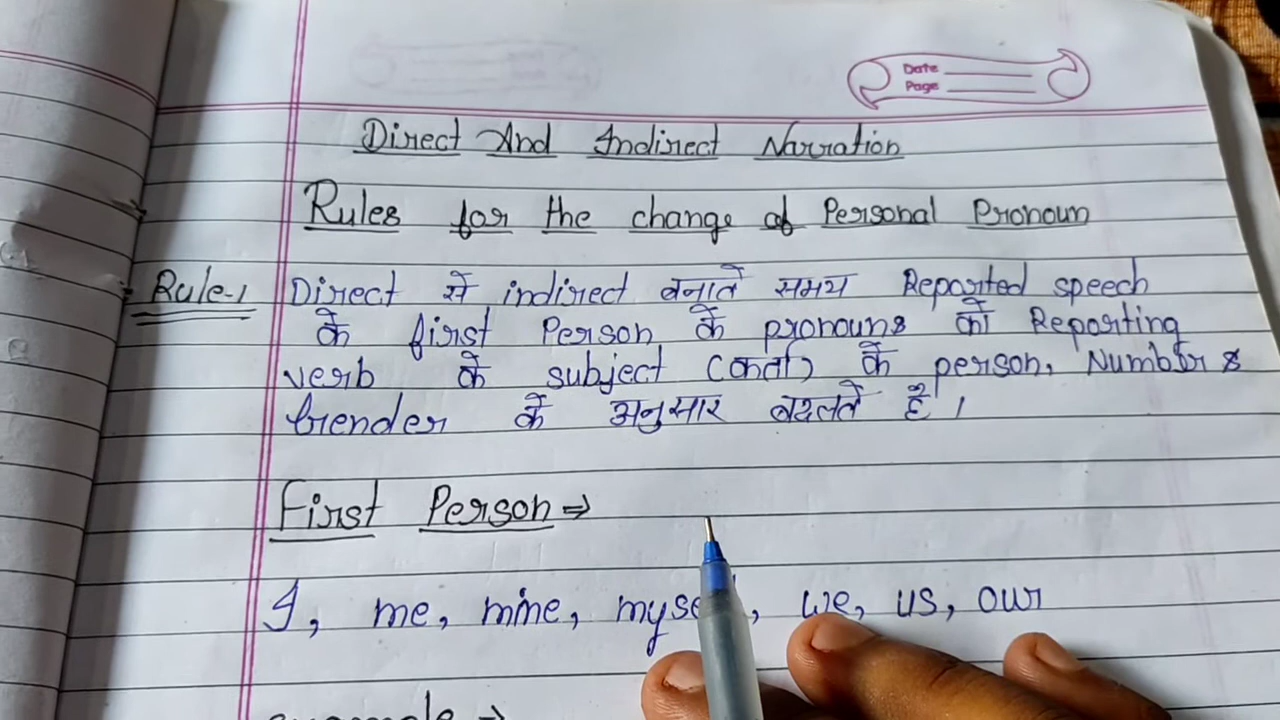 Date
Page
Direct And Indirect Narration
Rules for the change of Personal Pronoun
Rule-1 Direct से indirect बनाते समय Reported speech
के first Person के pronouns को Reporting
verb के subject (कर्ता) के person, Number &
Gender के अनुसार बदलते है ।
First Person ⇒
I, me, mine, myself, we, us, our
example →